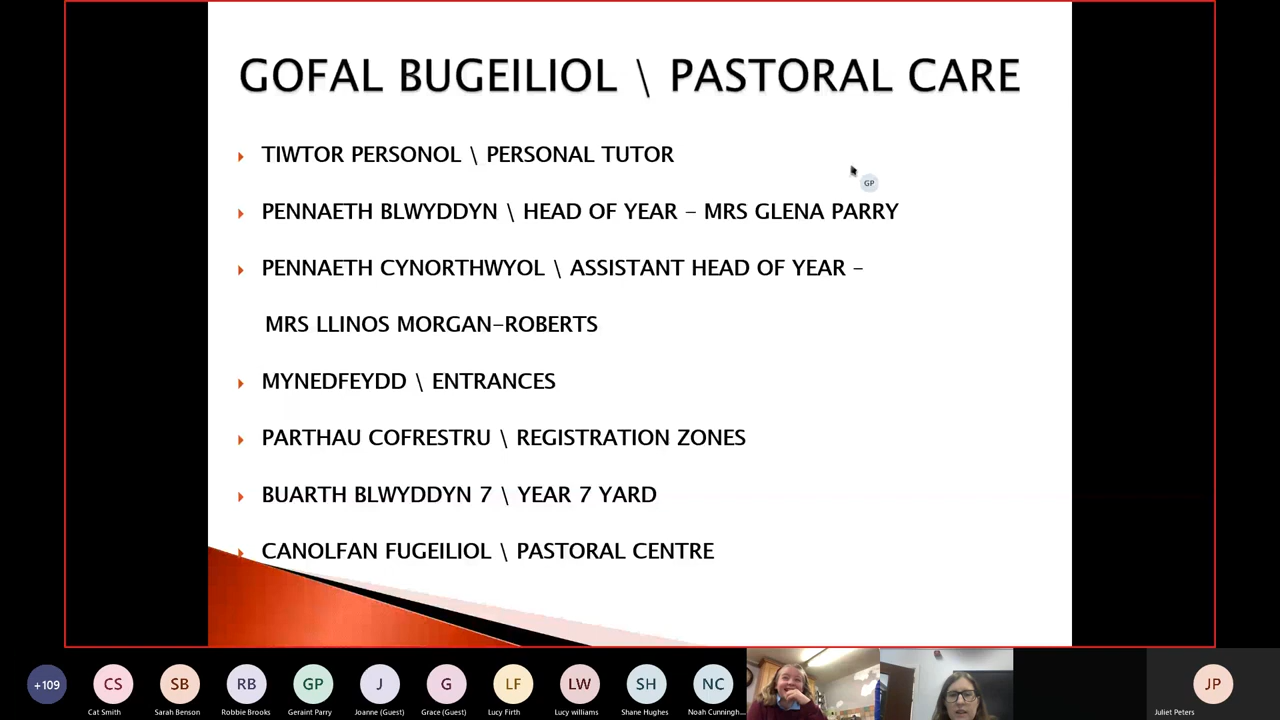 GOFAL BUGEILIOL \ PASTORAL CARE
TIWTOR PERSONOL \ PERSONAL TUTOR
GP
PENNAETH BLWYDDYN \ HEAD OF YEAR – MRS GLENA PARRY
PENNAETH CYNORTHWYOL \ ASSISTANT HEAD OF YEAR –
MRS LLINOS MORGAN-ROBERTS
MYNEDFEYDD \ ENTRANCES
PARTHAU COFRESTRU \ REGISTRATION ZONES
BUARTH BLWYDDYN 7 \ YEAR 7 YARD
CANOLFAN FUGEILIOL \ PASTORAL CENTRE
+109 CS SB RB GP J G LF LW SH NC JP
Cat Smith Sarah Benson Robbie Brooks Geraint Parry Joanne (Guest) Grace (Guest) Lucy Firth Lucy williams Shane Hughes Noah Cunningh... Juliet Peters